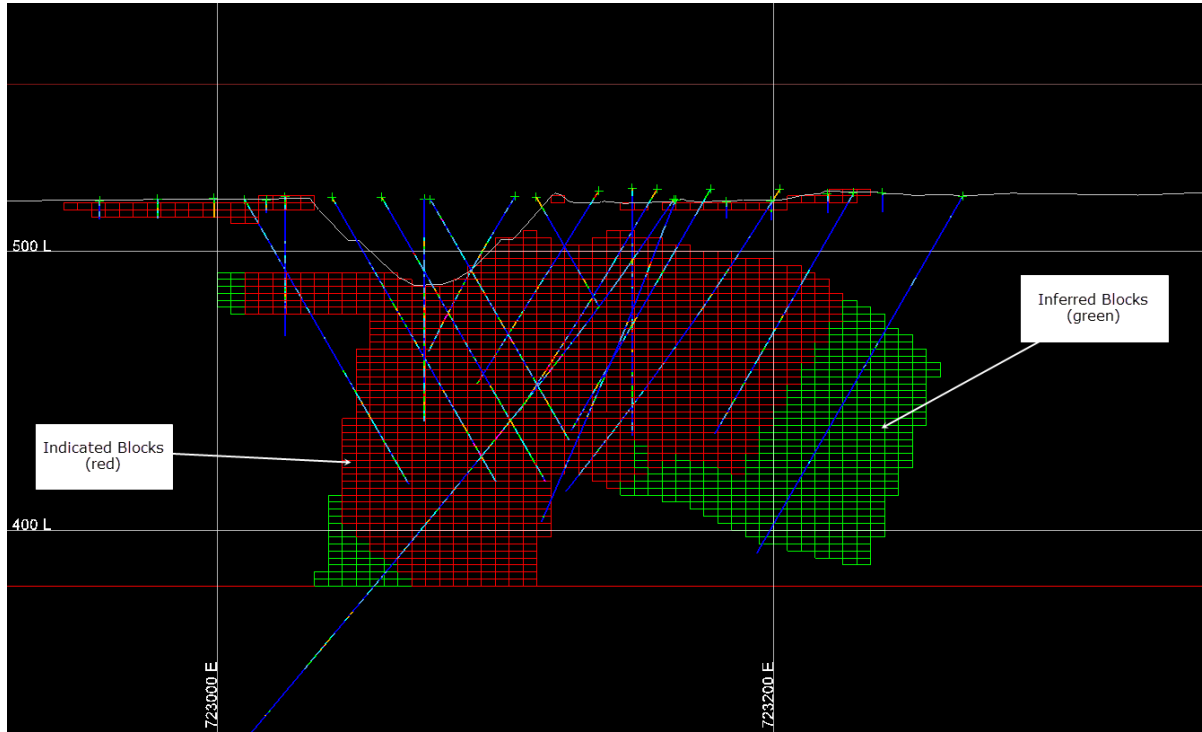 500 L
Inferred Blocks
(green)
Indicated Blocks
(red)
400 L
723000 E
723200 E